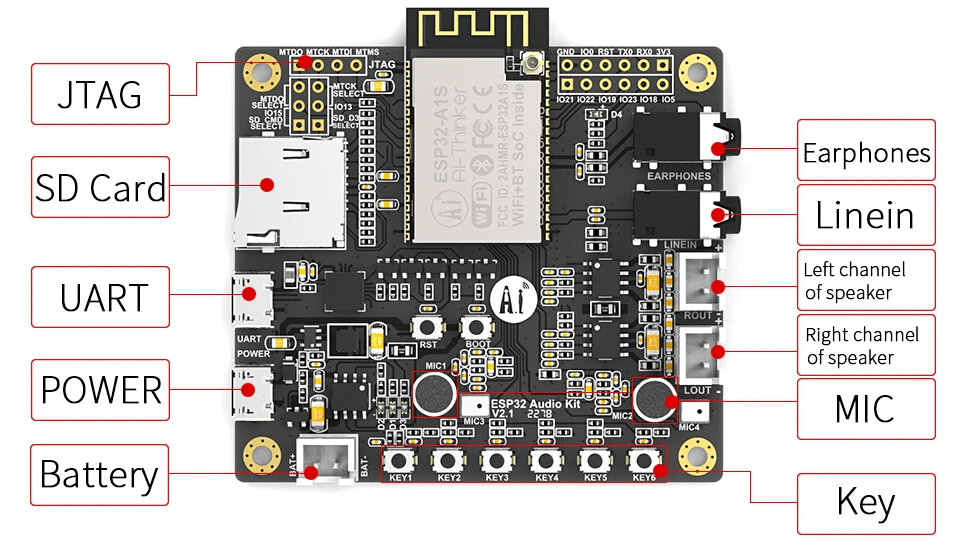 JTAG
SD Card
UART
POWER
Battery
Earphones
Linein
Left channel
of speaker
Right channel
of speaker
MIC
Key
MTDO MTCK MTDI MTMS
JTAG
MTCK
SELECT
MTDO
SELECT
IO15
IO13
SD_CMD
SELECT
SD_D3
SELECT
ESP32-A1S
Ai-Thinker
Ai
WiFi
FCC ID: 2AHMR-ESP32A1S
WiFi+BT SoC Inside
GND IO0 RST TX0 RX0 3V3
IO21 IO22 IO19 IO23 IO18 IO5
D4
EARPHONES
LINEIN
+
ROUT
+
LOUT
-
A.i
UART
POWER
RST
BOOT
MIC1
ESP32 Audio Kit
V2.1 2278
MIC3
MIC2
MIC4
BAT+
BAT-
KEY1 KEY2 KEY3 KEY4 KEY5 KEY6